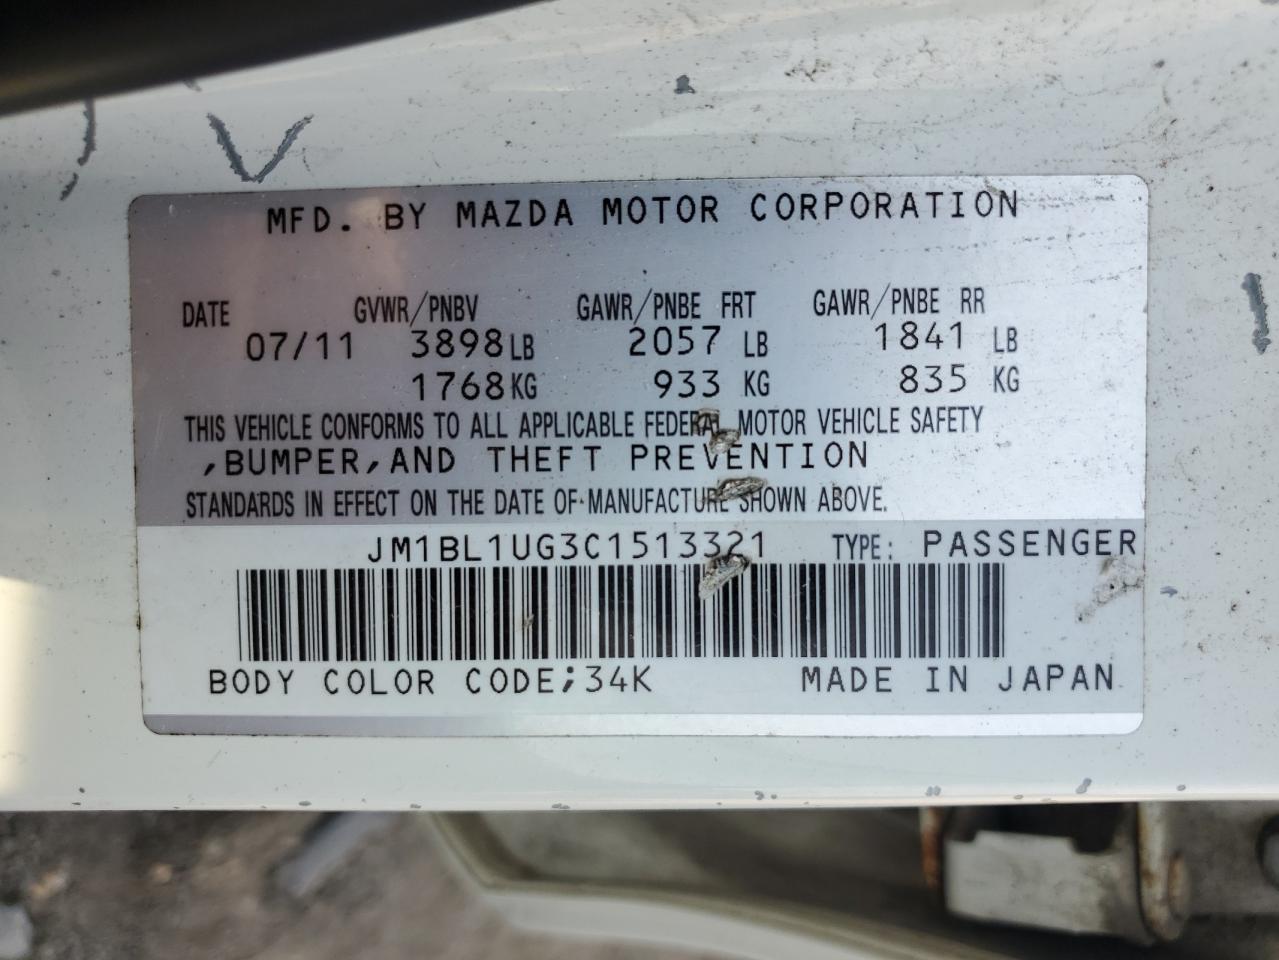 MFD. BY MAZDA MOTOR CORPORATION
DATE GVWR/PNBV GAWR/PNBE FRT GAWR/PNBE RR
07/11 3898LB 2057 LB 1841 LB
1768KG 933 KG 835 KG
THIS VEHICLE CONFORMS TO ALL APPLICABLE FEDERAL MOTOR VEHICLE SAFETY
,BUMPER,AND THEFT PREVENTION
STANDARDS IN EFFECT ON THE DATE OF MANUFACTURE SHOWN ABOVE.
JM1BL1UG3C1513321 TYPE: PASSENGER
BODY COLOR CODE;34K MADE IN JAPAN